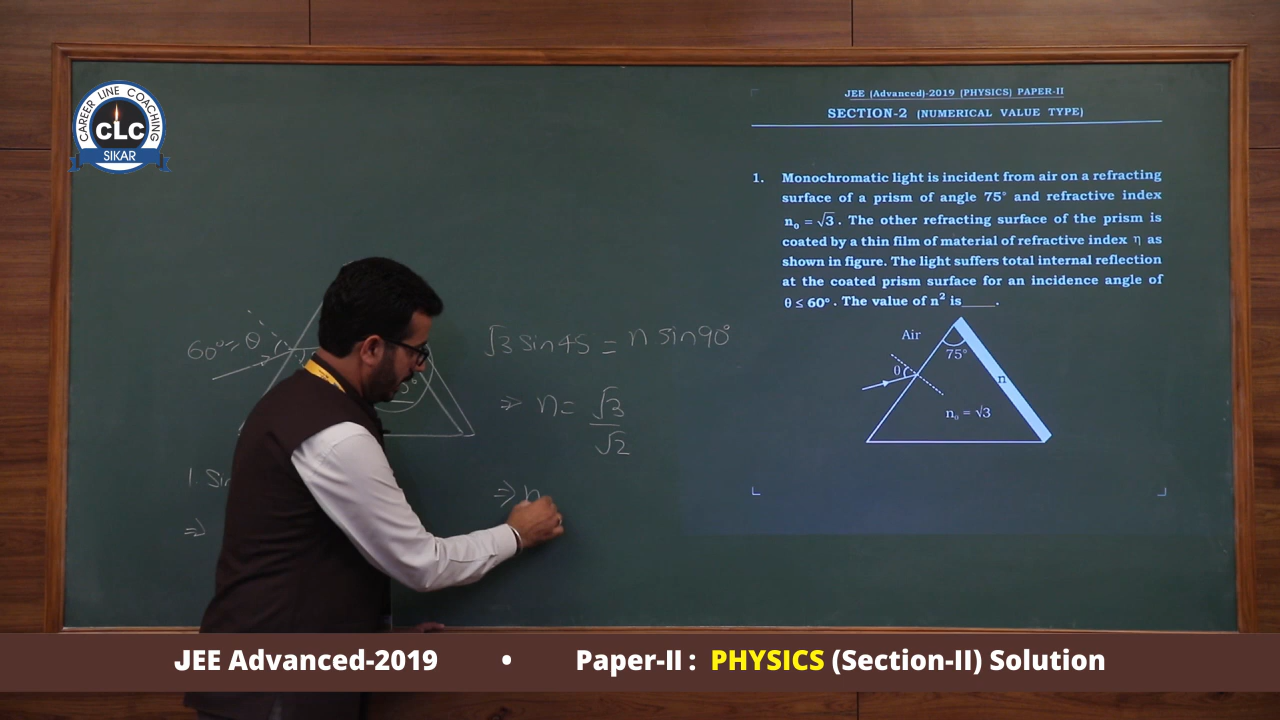 CAREER LINE COACHING
CLC
SIKAR
JEE (Advanced)-2019 (PHYSICS) PAPER-II
SECTION-2 (NUMERICAL VALUE TYPE)
1. Monochromatic light is incident from air on a refracting
surface of a prism of angle 75° and refractive index
n₀ = √3. The other refracting surface of the prism is
coated by a thin film of material of refractive index η as
shown in figure. The light suffers total internal reflection
at the coated prism surface for an incidence angle of
θ ≤ 60°. The value of n² is____.
Air
75°
θ
n
n₀ = √3
60° = θ
√3 sin45 = n sin90°
⇒ n = √3/√2
1. Sin
⇒
⇒ n
JEE Advanced-2019 • Paper-II : PHYSICS (Section-II) Solution